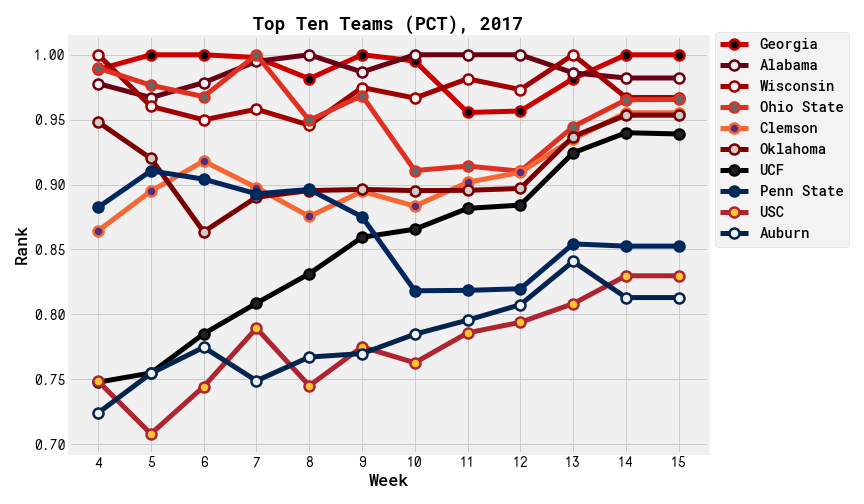 Top Ten Teams (PCT), 2017
1.00
0.95
0.90
0.85
0.80
0.75
0.70
Rank
4 5 6 7 8 9 10 11 12 13 14 15
Week
Georgia
Alabama
Wisconsin
Ohio State
Clemson
Oklahoma
UCF
Penn State
USC
Auburn